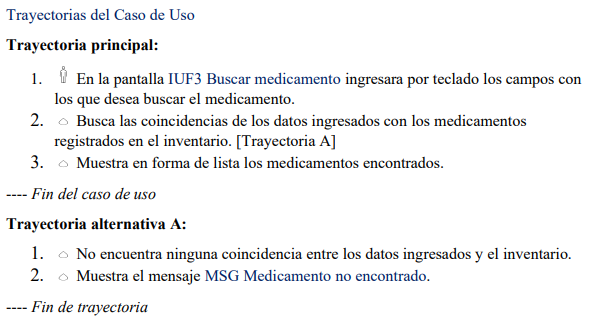 Trayectorias del Caso de Uso
Trayectoria principal:
1. En la pantalla IUF3 Buscar medicamento ingresara por teclado los campos con
los que desea buscar el medicamento.
2. Busca las coincidencias de los datos ingresados con los medicamentos
registrados en el inventario. [Trayectoria A]
3. Muestra en forma de lista los medicamentos encontrados.
---- Fin del caso de uso
Trayectoria alternativa A:
1. No encuentra ninguna coincidencia entre los datos ingresados y el inventario.
2. Muestra el mensaje MSG Medicamento no encontrado.
---- Fin de trayectoria